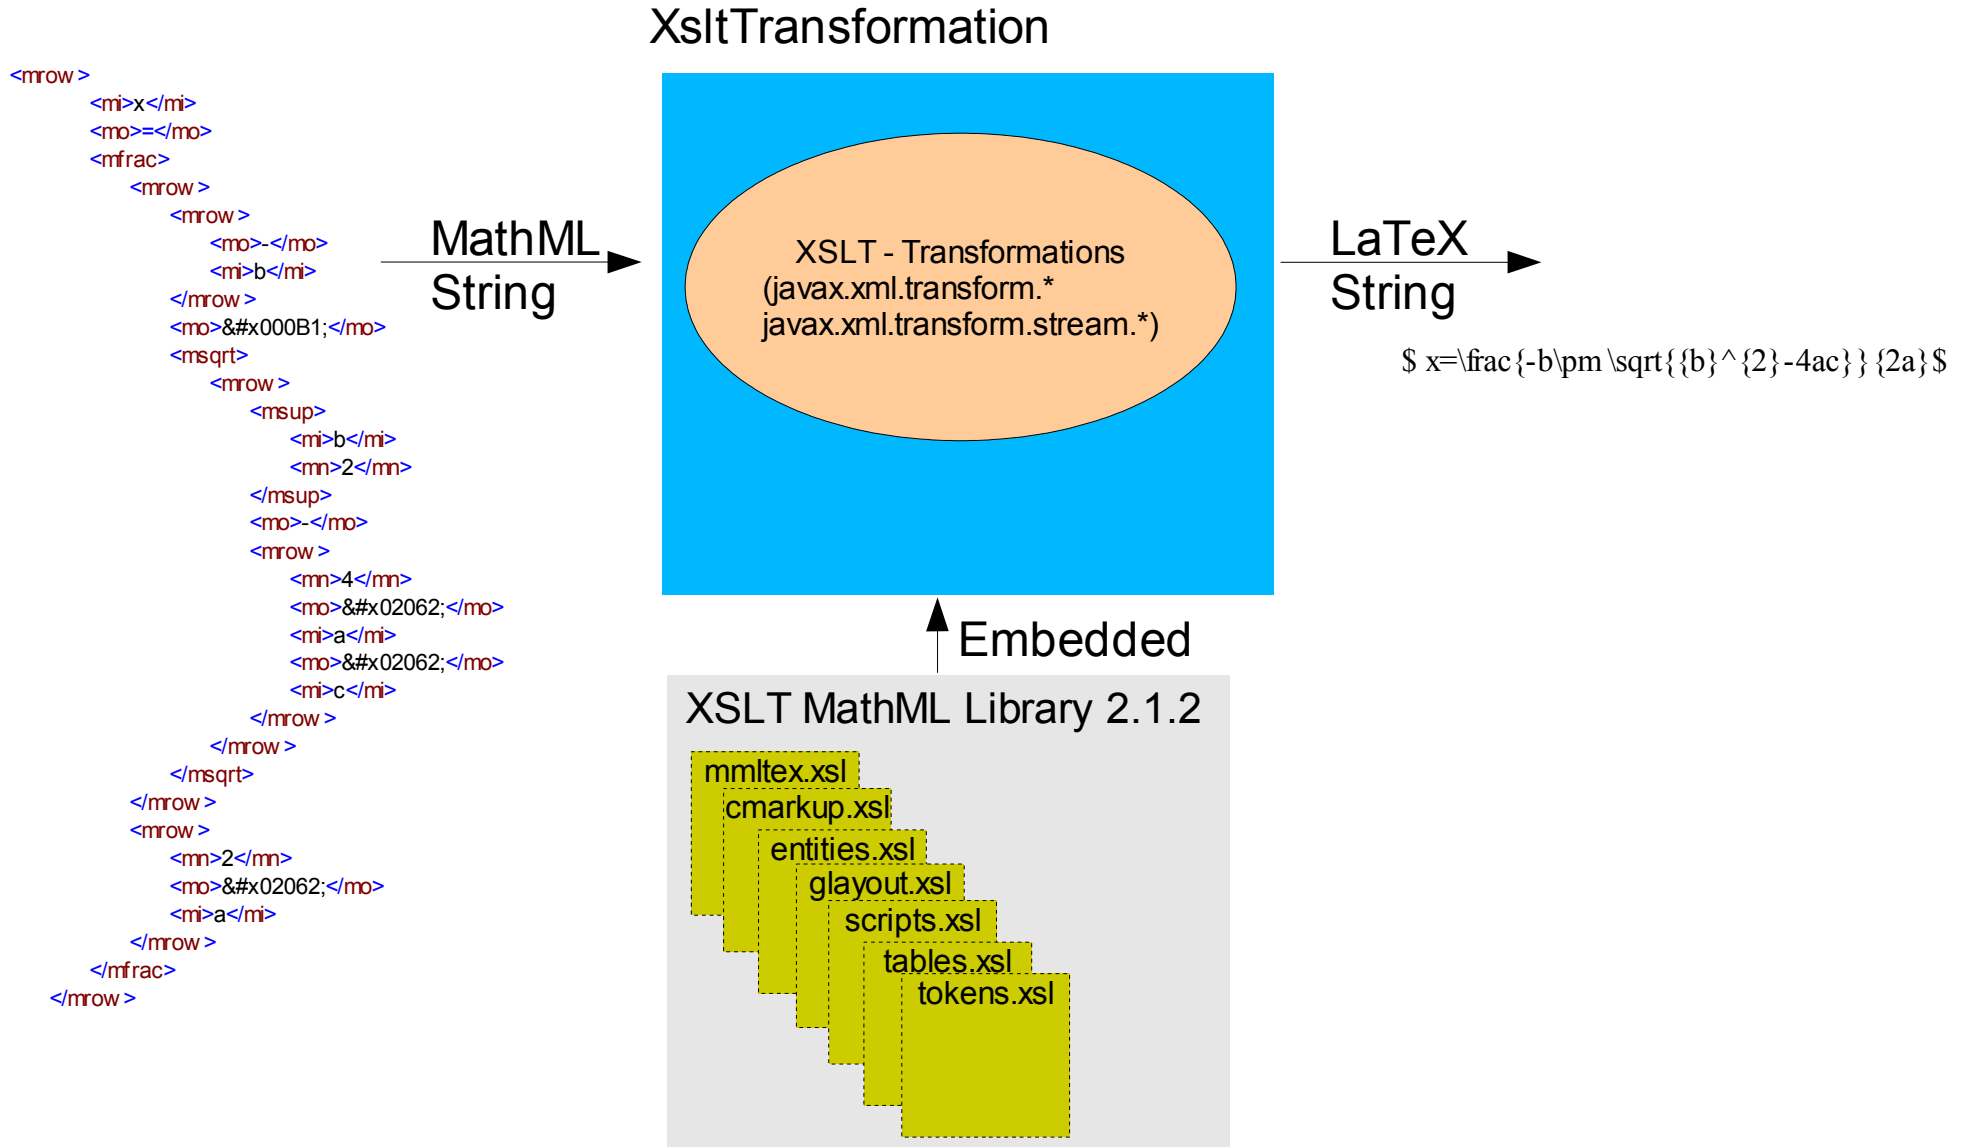 XsltTransformation
<mrow>
<mi>x</mi>
<mo>=</mo>
<mfrac>
<mrow>
<mrow>
<mo>-</mo>
<mi>b</mi>
</mrow>
<mo>&#x000B1;</mo>
<msqrt>
<mrow>
<msup>
<mi>b</mi>
<mn>2</mn>
</msup>
<mo>-</mo>
<mrow>
<mn>4</mn>
<mo>&#x02062;</mo>
<mi>a</mi>
<mo>&#x02062;</mo>
<mi>c</mi>
</mrow>
</mrow>
</msqrt>
</mrow>
<mrow>
<mn>2</mn>
<mo>&#x02062;</mo>
<mi>a</mi>
</mrow>
</mfrac>
</mrow>
MathML
String
XSLT - Transformations
(javax.xml.transform.*
javax.xml.transform.stream.*)
LaTeX
String
$ x=\frac{-b\pm \sqrt{{b}^{2}-4ac}}{2a}$
Embedded
XSLT MathML Library 2.1.2
mmltex.xsl
cmarkup.xsl
entities.xsl
glayout.xsl
scripts.xsl
tables.xsl
tokens.xsl